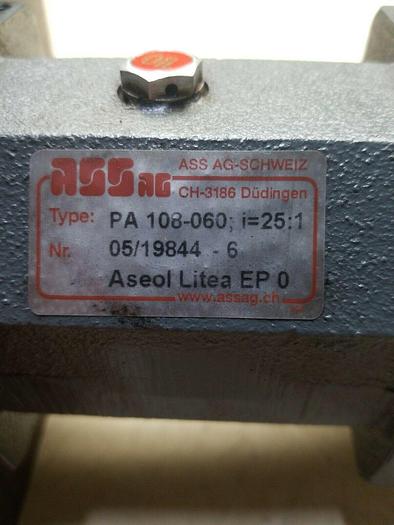 OIL
ASS AG ASS AG-SCHWEIZ
CH-3186 Düdingen
Type: PA 108-060; i=25:1
Nr. 05/19844 - 6
Aseol Litea EP 0
www.assag.ch